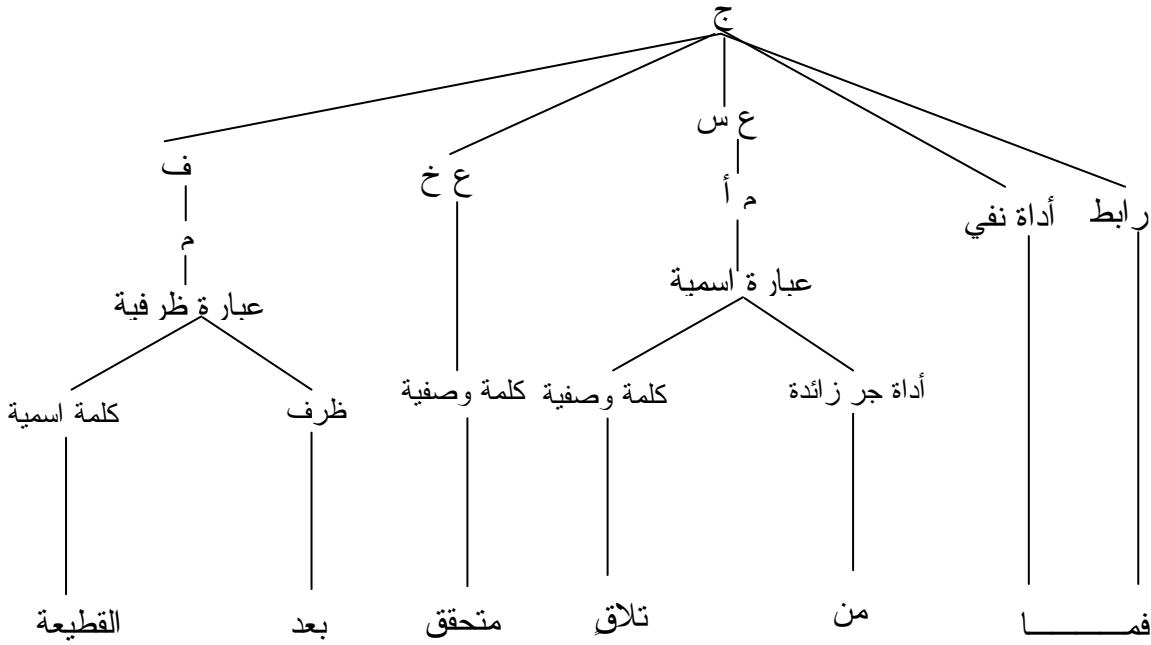 ج
ع س
رابط أداة نفي م أ ع خ ف
م
عبارة اسمية عبارة ظرفية
أداة جر زائدة كلمة وصفية كلمة وصفية ظرف كلمة اسمية
فمـــــــــا من تلاقٍ متحقق بعد القطيعة